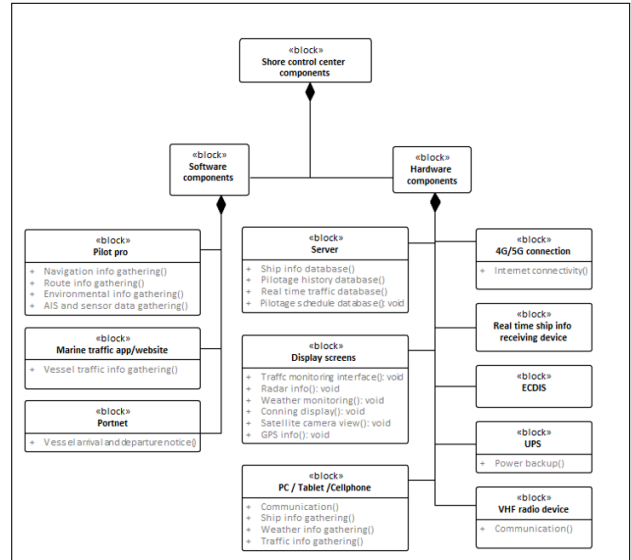 «block»
Shore control center
components
«block»
Software
components
«block»
Hardware
components
«block»
Pilot pro
+ Navigation info gathering()
+ Route info gathering()
+ Environmental info gathering()
+ AIS and sensor data gathering()
«block»
Marine traffic app/website
+ Vessel traffic info gathering()
«block»
Portnet
+ Vessel arrival and departure notice()
«block»
Server
+ Ship info database()
+ Pilotage history database()
+ Real time traffic database()
+ Pilotage schedule database(): void
«block»
Display screens
+ Traffc monitoring interface(): void
+ Radar info(): void
+ Weather monitoring(): void
+ Conning display(): void
+ Satellite camera view(): void
+ GPS info(): void
«block»
PC / Tablet /Cellphone
+ Communication()
+ Ship info gathering()
+ Weather info gathering()
+ Traffic info gathering()
«block»
4G/5G connection
+ Internet connectivity()
«block»
Real time ship info
receiving device
«block»
ECDIS
«block»
UPS
+ Power backup()
«block»
VHF radio device
+ Communication()